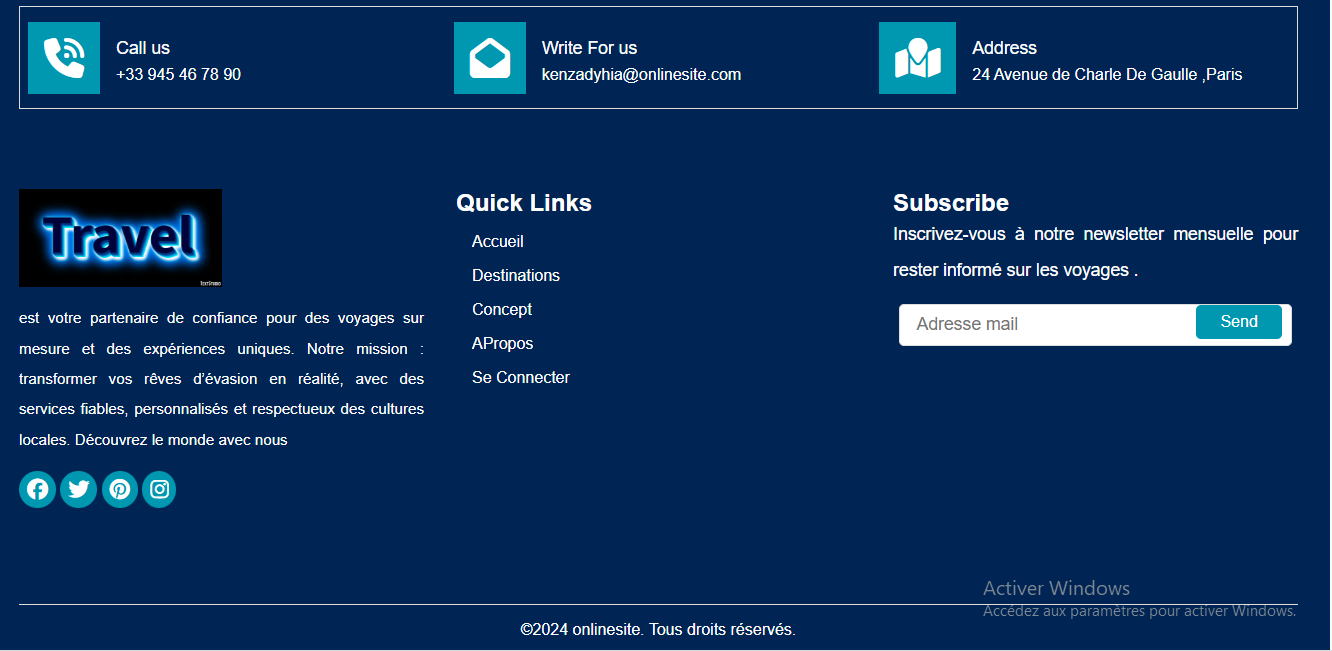 Call us
+33 945 46 78 90
Write For us
kenzadyhia@onlinesite.com
Address
24 Avenue de Charle De Gaulle ,Paris
Travel
TEXTSTUDIO
est votre partenaire de confiance pour des voyages sur
mesure et des expériences uniques. Notre mission :
transformer vos rêves d’évasion en réalité, avec des
services fiables, personnalisés et respectueux des cultures
locales. Découvrez le monde avec nous
Quick Links
Accueil
Destinations
Concept
APropos
Se Connecter
Subscribe
Inscrivez-vous à notre newsletter mensuelle pour
rester informé sur les voyages .
Adresse mail
Send
Activer Windows
Accédez aux paramètres pour activer Windows.
©2024 onlinesite. Tous droits réservés.